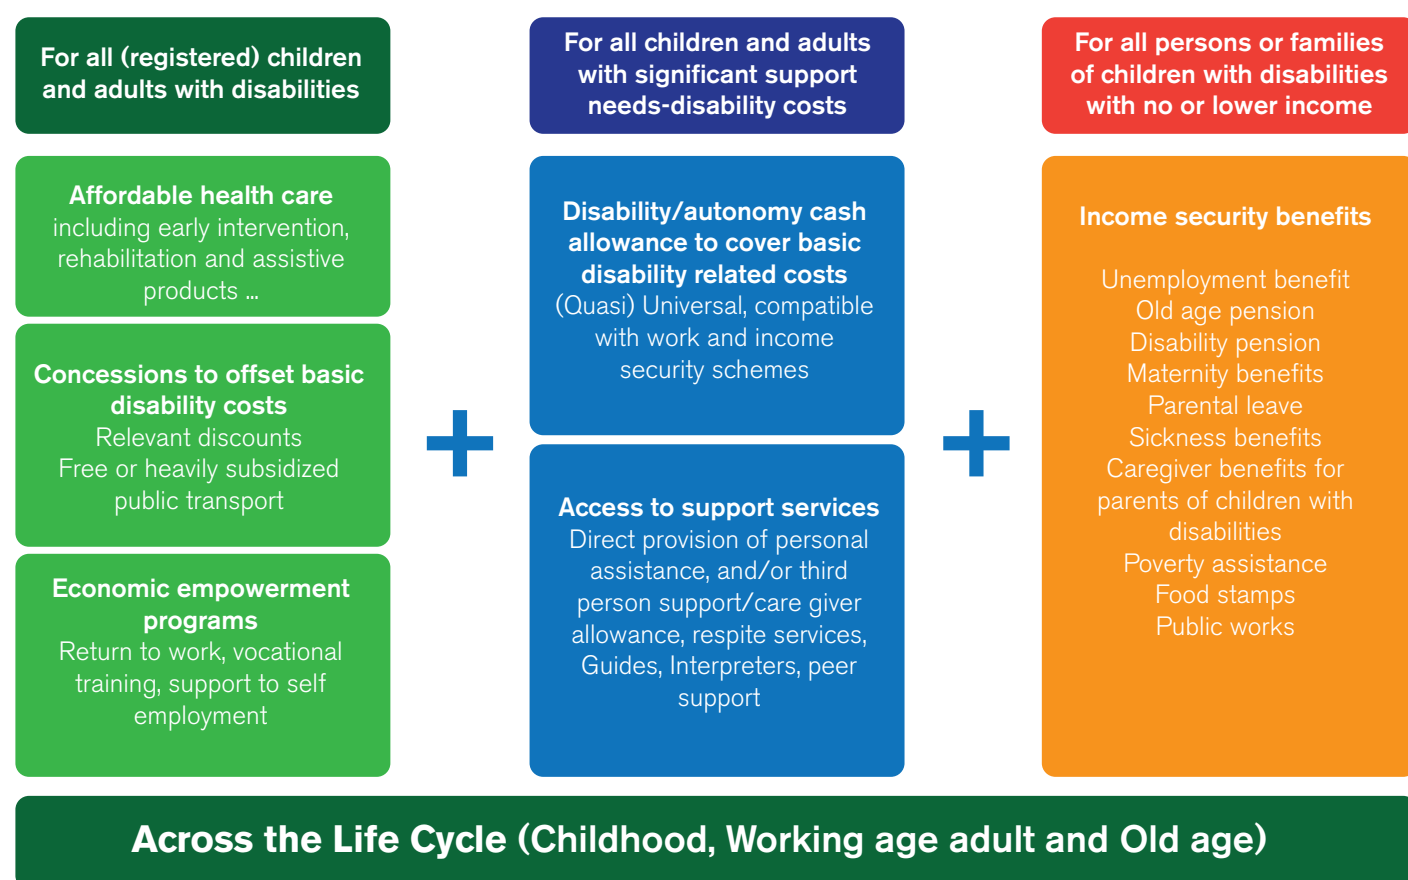 For all (registered) children
and adults with disabilities
Affordable health care
including early intervention,
rehabilitation and assistive
products ...
Concessions to offset basic
disability costs
Relevant discounts
Free or heavily subsidized
public transport
Economic empowerment
programs
Return to work, vocational
training, support to self
employment
For all children and adults
with significant support
needs-disability costs
Disability/autonomy cash
allowance to cover basic
disability related costs
(Quasi) Universal, compatible
with work and income
security schemes
Access to support services
Direct provision of personal
assistance, and/or third
person support/care giver
allowance, respite services,
Guides, Interpreters, peer
support
For all persons or families
of children with disabilities
with no or lower income
Income security benefits
Unemployment benefit
Old age pension
Disability pension
Maternity benefits
Parental leave
Sickness benefits
Caregiver benefits for
parents of children with
disabilities
Poverty assistance
Food stamps
Public works
Across the Life Cycle (Childhood, Working age adult and Old age)